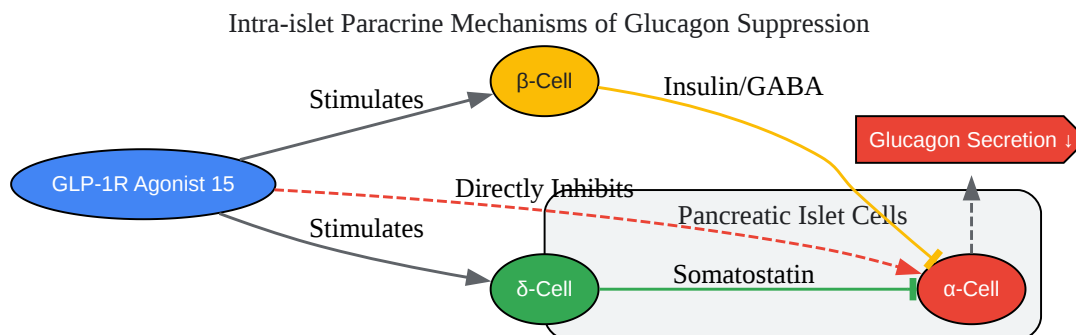 Intra-islet Paracrine Mechanisms of Glucagon Suppression
β-Cell
Insulin/GABA
Stimulates
Glucagon Secretion ↓
GLP-1R Agonist 15
Directly Inhibits
Pancreatic Islet Cells
Stimulates
Somatostatin
δ-Cell
α-Cell